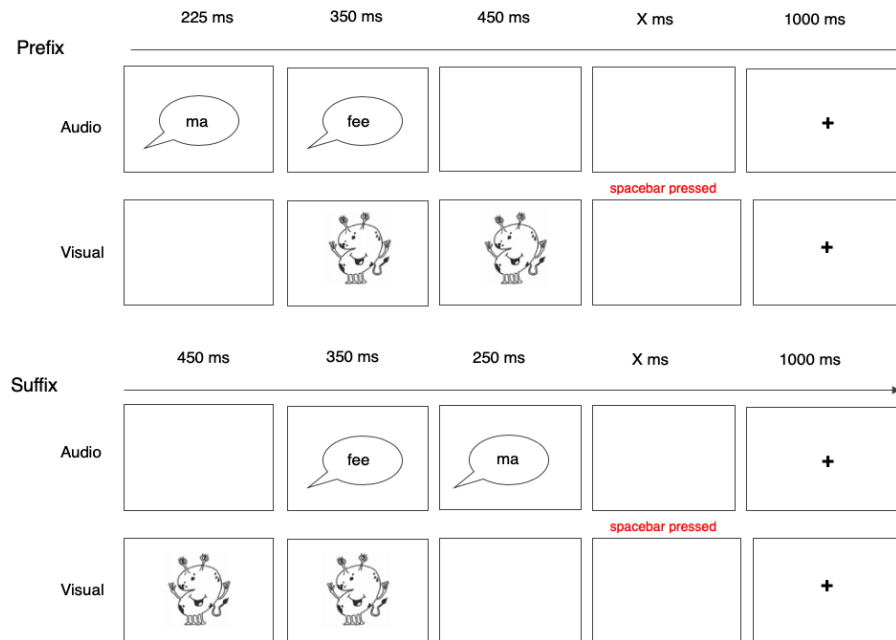 225 ms 350 ms 450 ms X ms 1000 ms
Prefix
Audio ma fee +
spacebar pressed
Visual +
450 ms 350 ms 250 ms X ms 1000 ms
Suffix
Audio fee ma +
spacebar pressed
Visual +